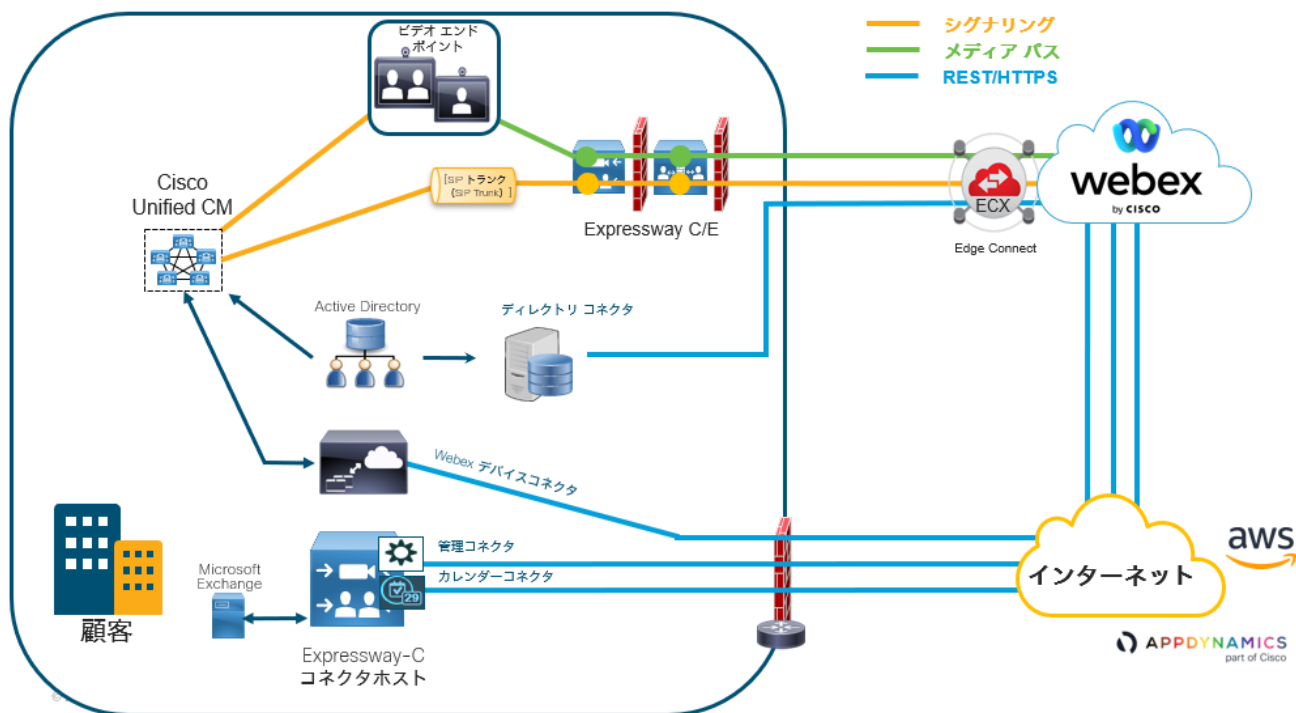 ビデオ エンド
ポイント
シグナリング
メディア パス
REST/HTTPS
Cisco
Unified CM
[SIP トランク
(SIP Trunk) ]
Expressway C/E
ECX
Edge Connect
webex
by CISCO
Active Directory
ディレクトリ コネクタ
Webex デバイスコネクタ
管理コネクタ
カレンダーコネクタ
29
Microsoft
Exchange
顧客
Expressway-C
コネクタホスト
インターネット
aws
APPDYNAMICS
part of Cisco